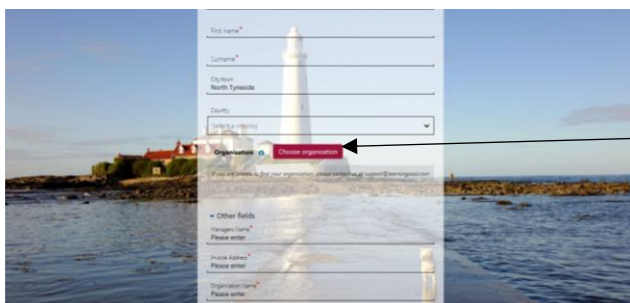 First name*
Surname*
City/town
North Tyneside
Country
Select a country
Organisation Choose organisation
If you are unable to find your organisation, please contact us at
Other fields
Managers Name*
Please enter
Invoice Address*
Please enter
Organisation Name*
Please enter